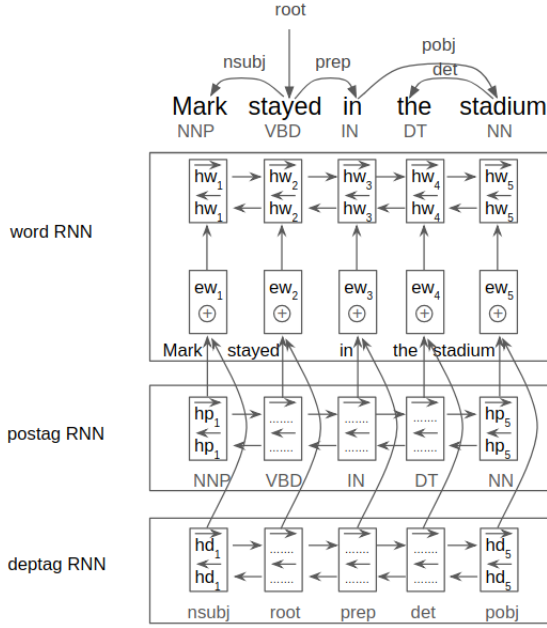 root
nsubj prep pobj
det
Mark stayed in the stadium
NNP VBD IN DT NN
hw1 hw2 hw3 hw4 hw5
hw1 hw2 hw3 hw4 hw5
word RNN
ew1 ew2 ew3 ew4 ew5
Mark stayed in the stadium
hp1 ....... ....... ....... hp5
postag RNN
hp1 ....... ....... ....... hp5
NNP VBD IN DT NN
hd1 ....... ....... ....... hd5
deptag RNN
hd1 ....... ....... ....... hd5
nsubj root prep det pobj